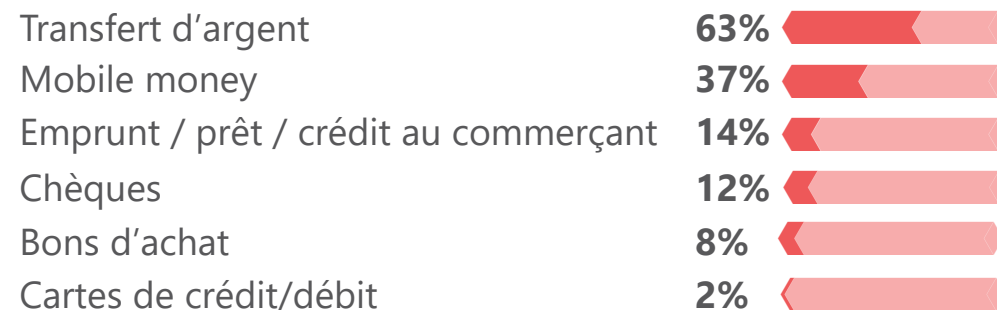 Transfert d’argent 63%
Mobile money 37%
Emprunt / prêt / crédit au commerçant 14%
Chèques 12%
Bons d’achat 8%
Cartes de crédit/débit 2%